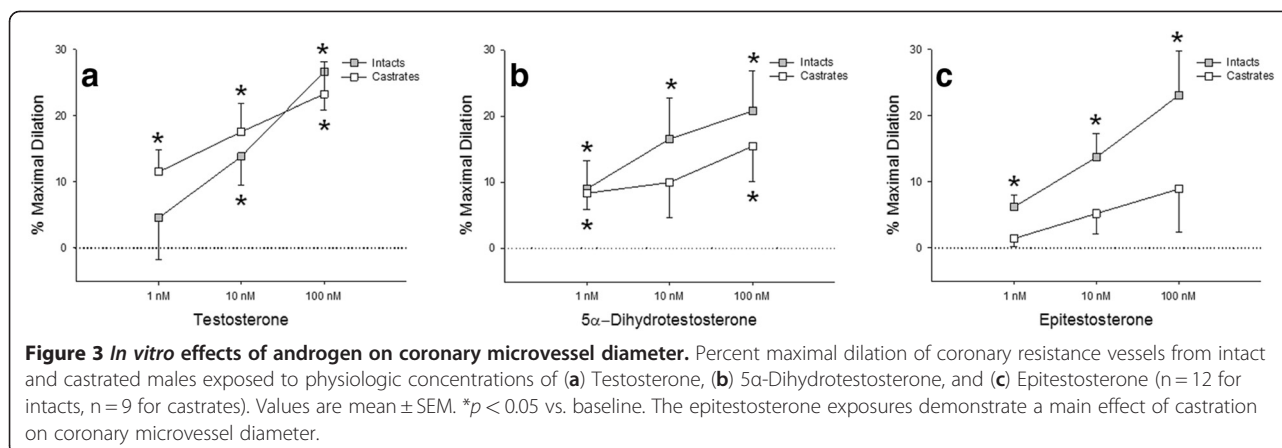 a
% Maximal Dilation
30
20
10
0
* * * * *
Intacts
Castrates
1 nM 10 nM 100 nM
Testosterone
b
% Maximal Dilation
30
20
10
0
* * * * *
Intacts
Castrates
1 nM 10 nM 100 nM
5α–Dihydrotestosterone
c
% Maximal Dilation
30
20
10
0
* * *
Intacts
Castrates
1 nM 10 nM 100 nM
Epitestosterone
Figure 3 In vitro effects of androgen on coronary microvessel diameter. Percent maximal dilation of coronary resistance vessels from intact
and castrated males exposed to physiologic concentrations of (a) Testosterone, (b) 5α-Dihydrotestosterone, and (c) Epitestosterone (n = 12 for
intacts, n = 9 for castrates). Values are mean ± SEM. *p < 0.05 vs. baseline. The epitestosterone exposures demonstrate a main effect of castration
on coronary microvessel diameter.